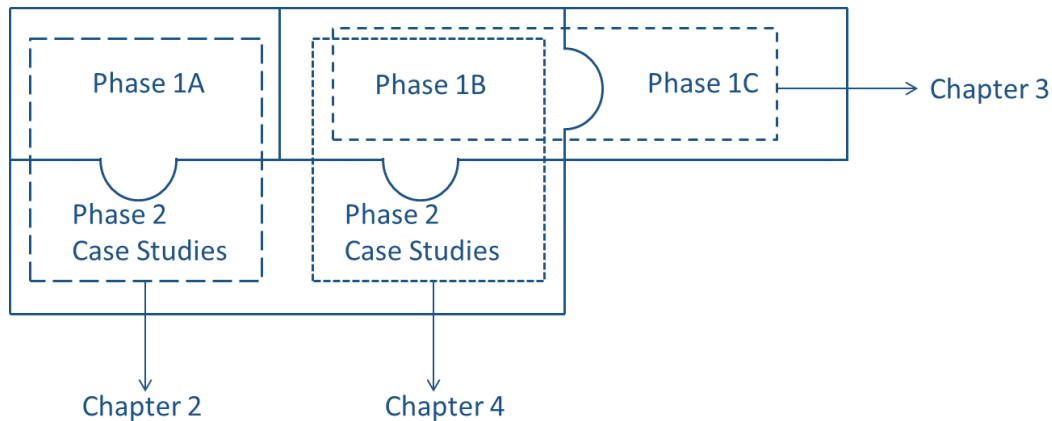 Phase 1A
Phase 1B
Phase 1C
Chapter 3
Phase 2
Case Studies
Phase 2
Case Studies
Chapter 2
Chapter 4